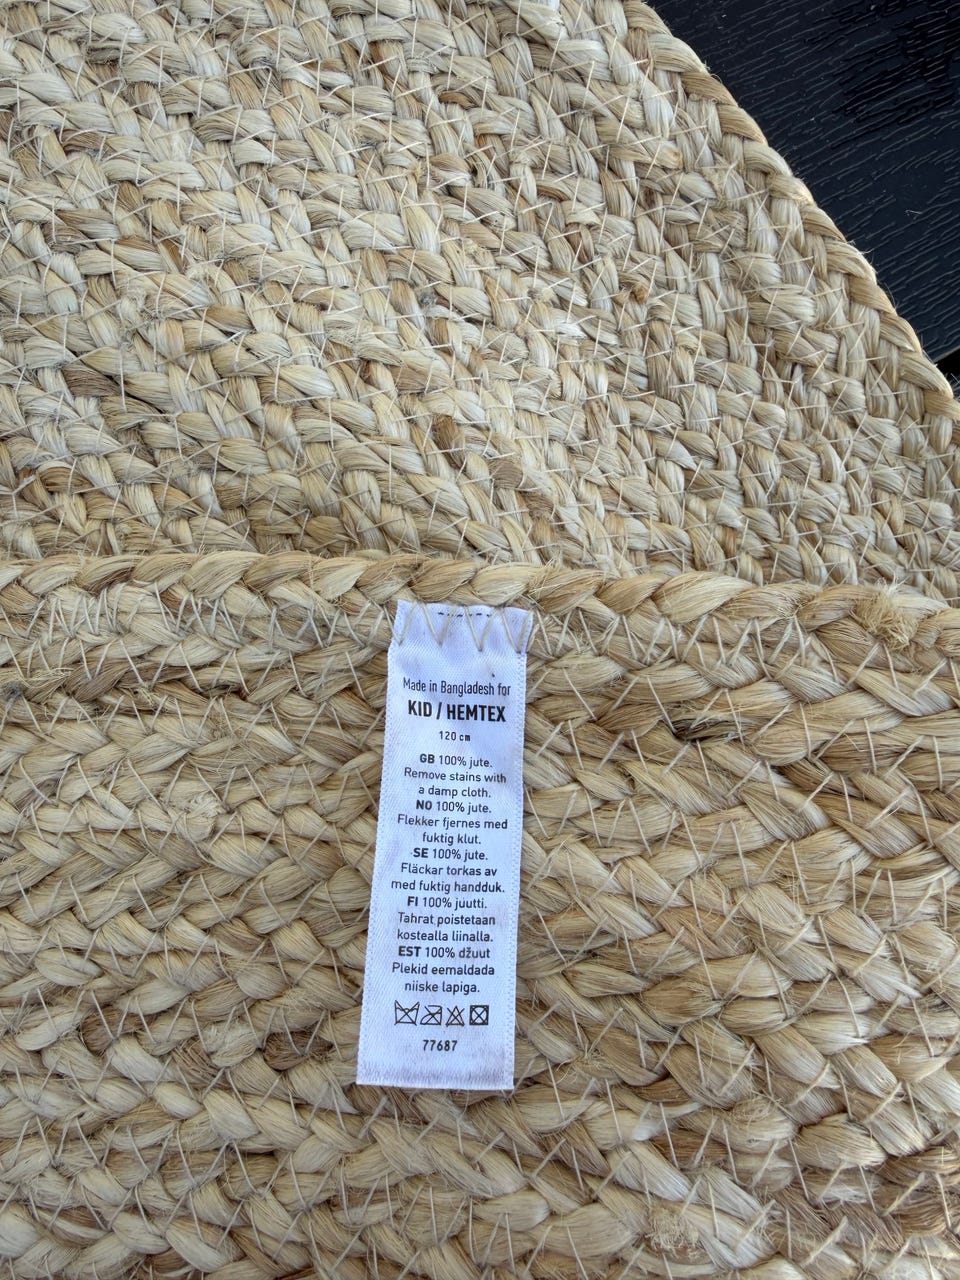 Made in Bangladesh for
KID / HEMTEX
120 cm
GB 100% jute.
Remove stains with
a damp cloth.
NO 100% jute.
Flekker fjernes med
fuktig klut.
SE 100% jute.
Fläckar torkas av
med fuktig handduk.
FI 100% juutti.
Tahrat poistetaan
kostealla liinalla.
EST 100% džuut
Plekid eemaldada
niiske lapiga.
77687